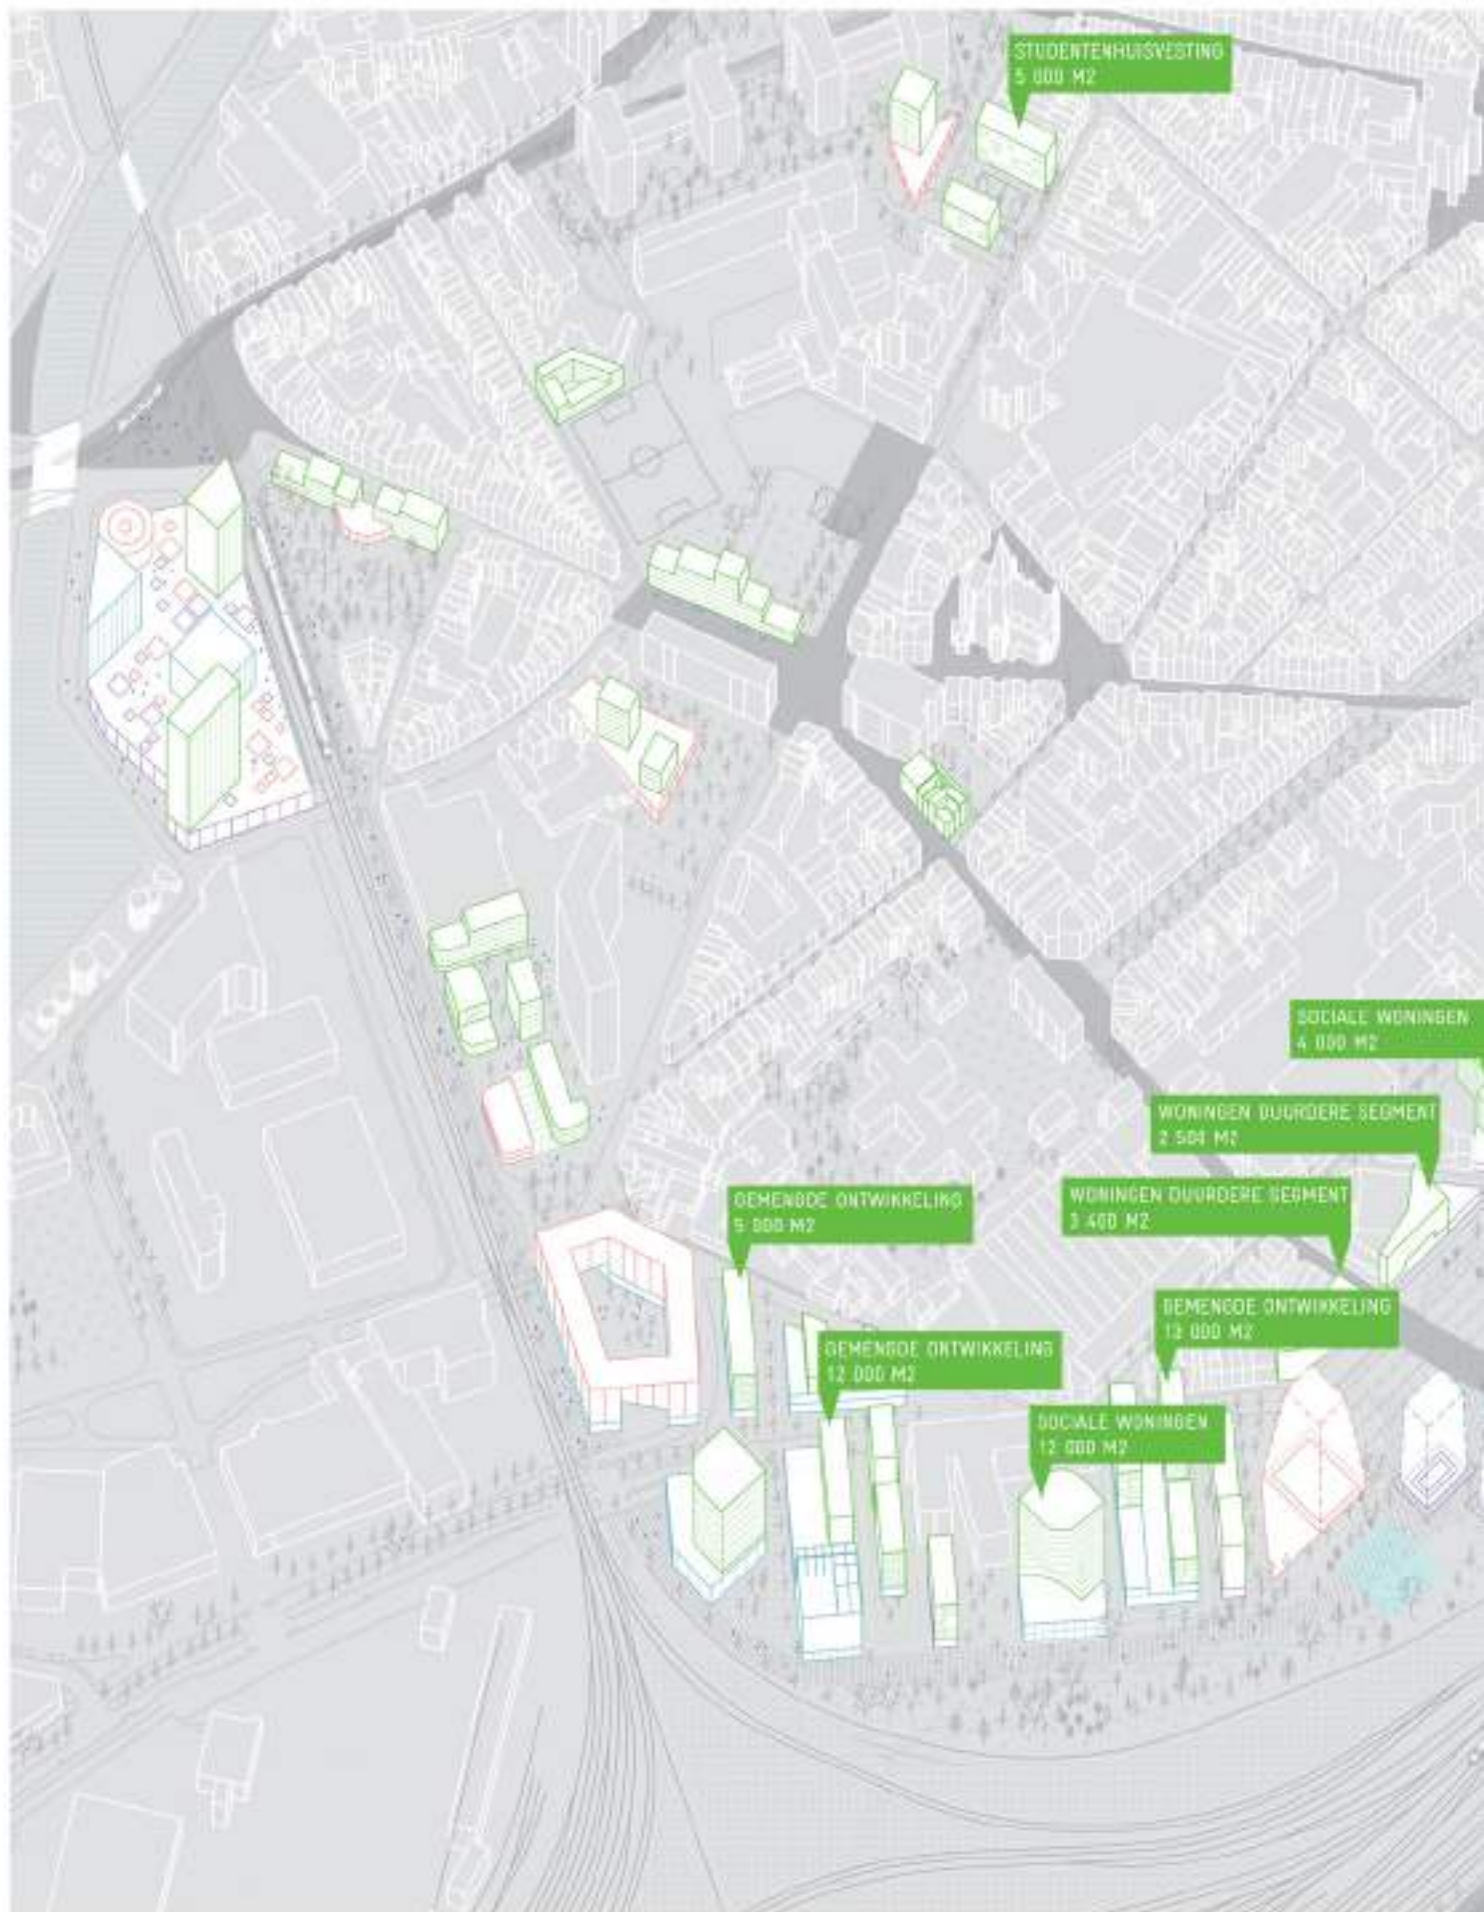 STUDENTENHUISVESTING
5 000 M2
SOCIALE WONINGEN
4 000 M2
WONINGEN DUURDERE SEGMENT
2 500 M2
WONINGEN DUURDERE SEGMENT
3 400 M2
GEMENGDE ONTWIKKELING
5 000 M2
GEMENGDE ONTWIKKELING
13 000 M2
GEMENGDE ONTWIKKELING
12 000 M2
SOCIALE WONINGEN
12 000 M2